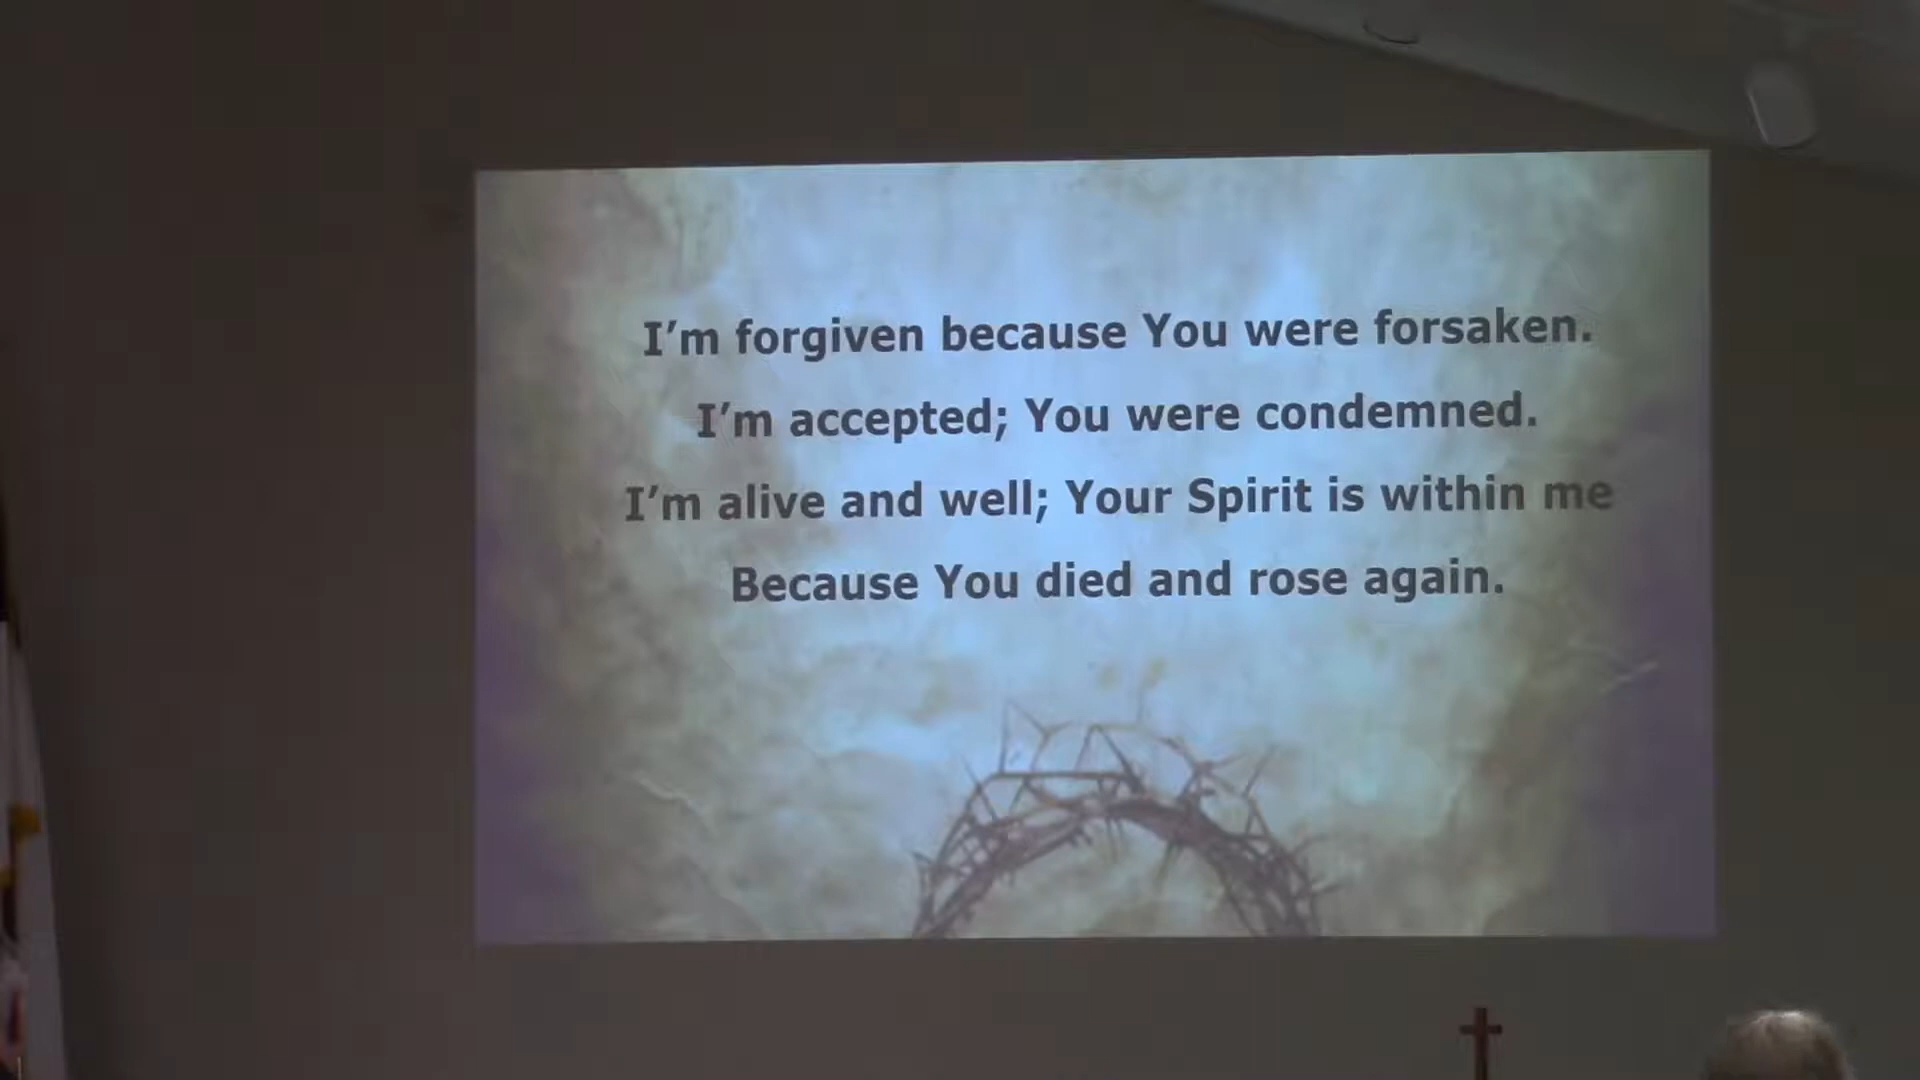 I’m forgiven because You were forsaken.
I’m accepted; You were condemned.
I’m alive and well; Your Spirit is within me
Because You died and rose again.